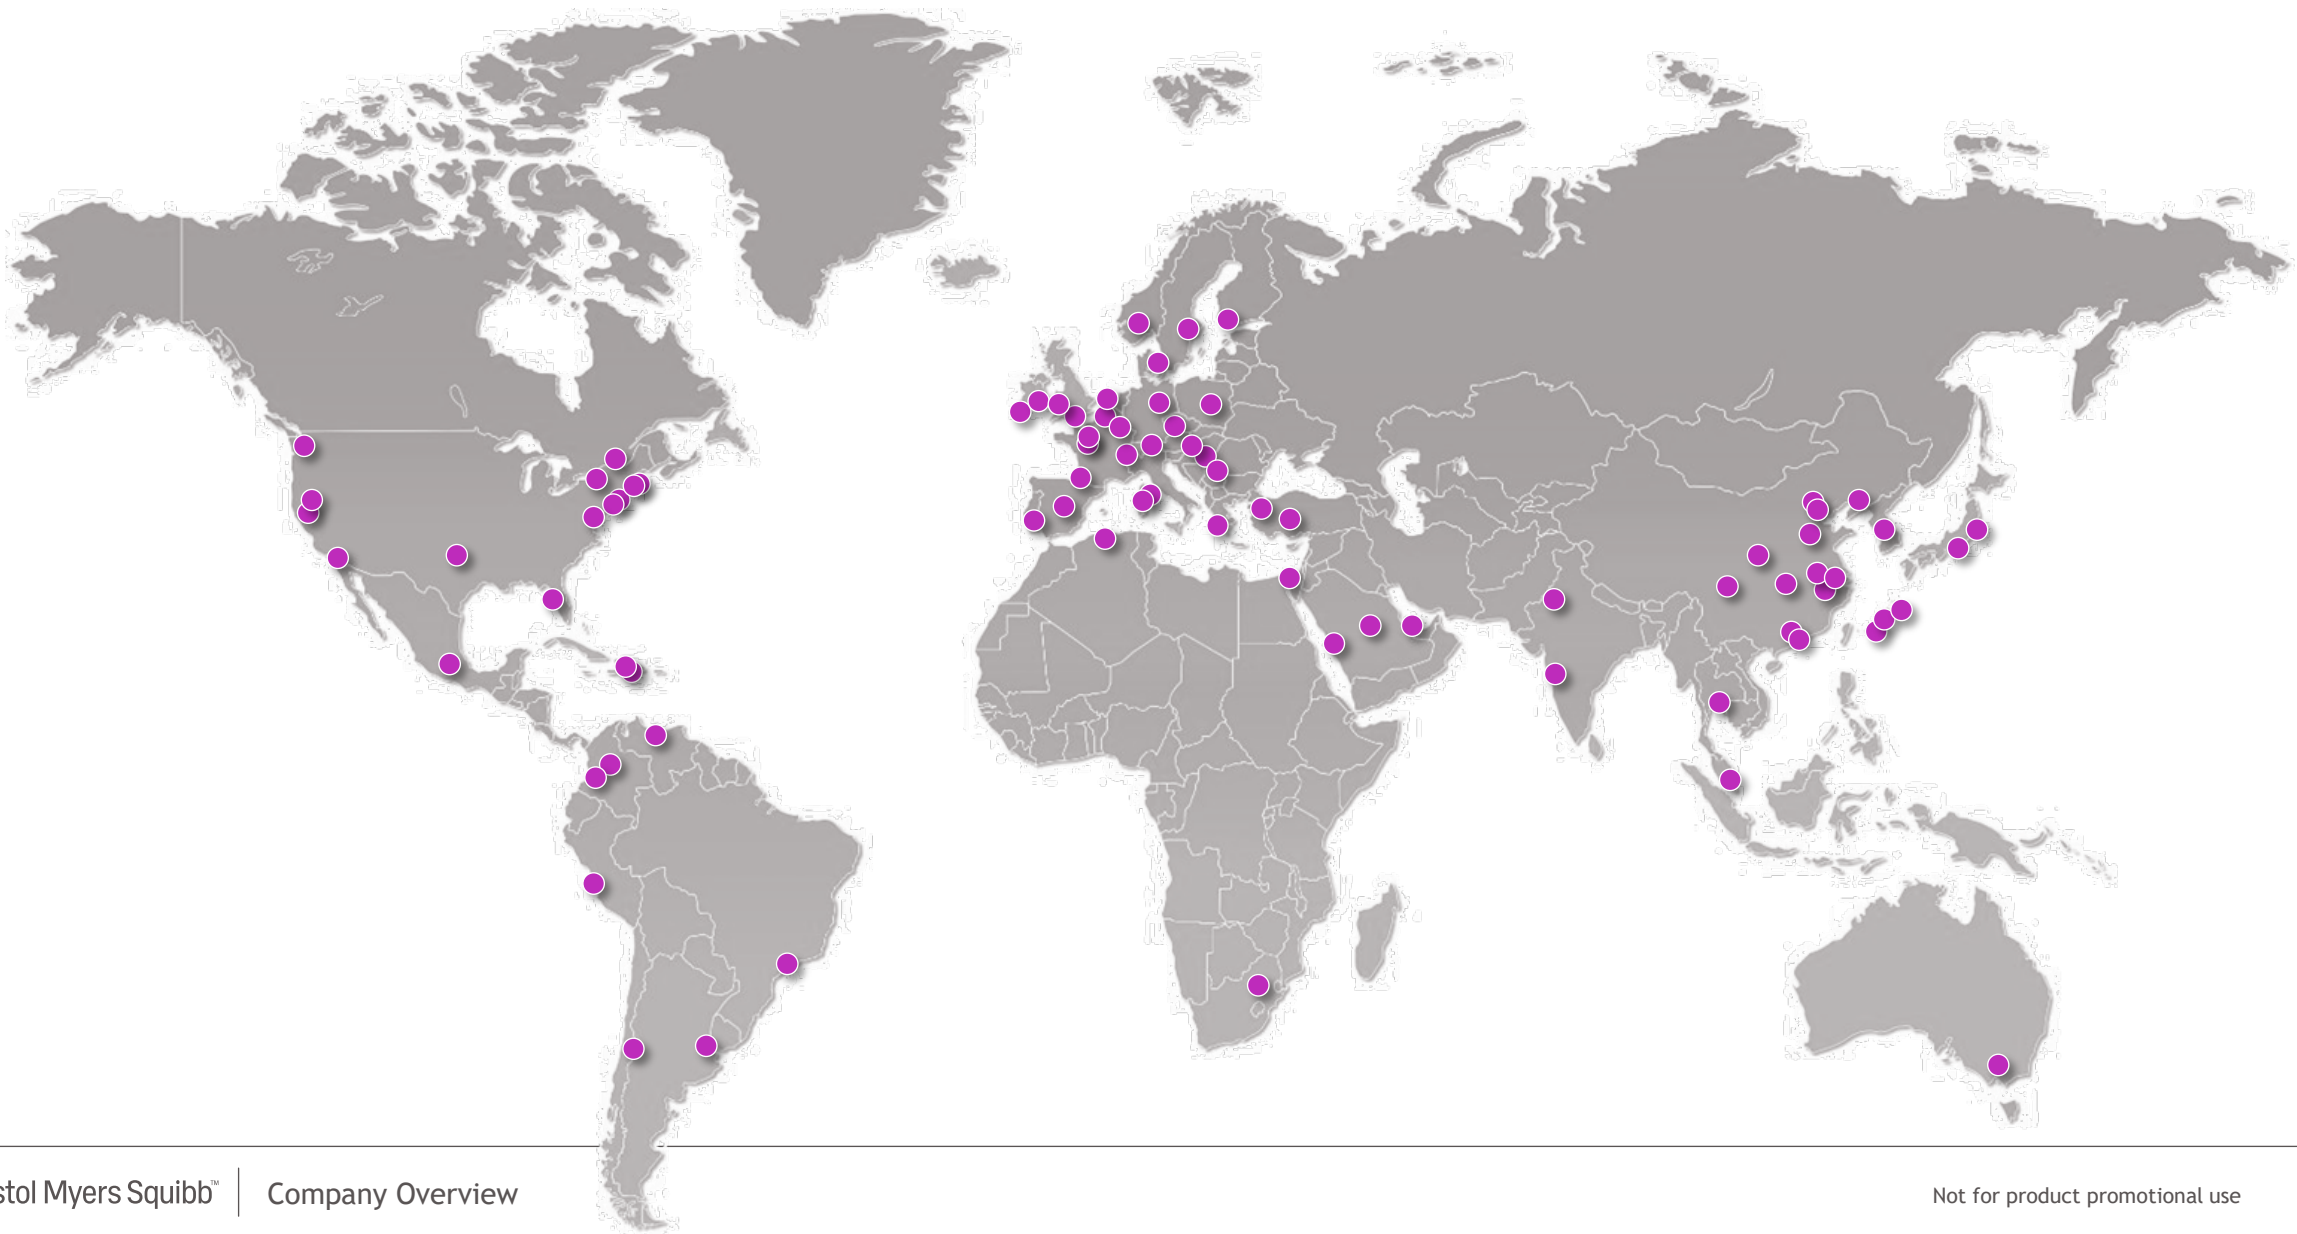 stol Myers Squibb™
Company Overview
Not for product promotional use